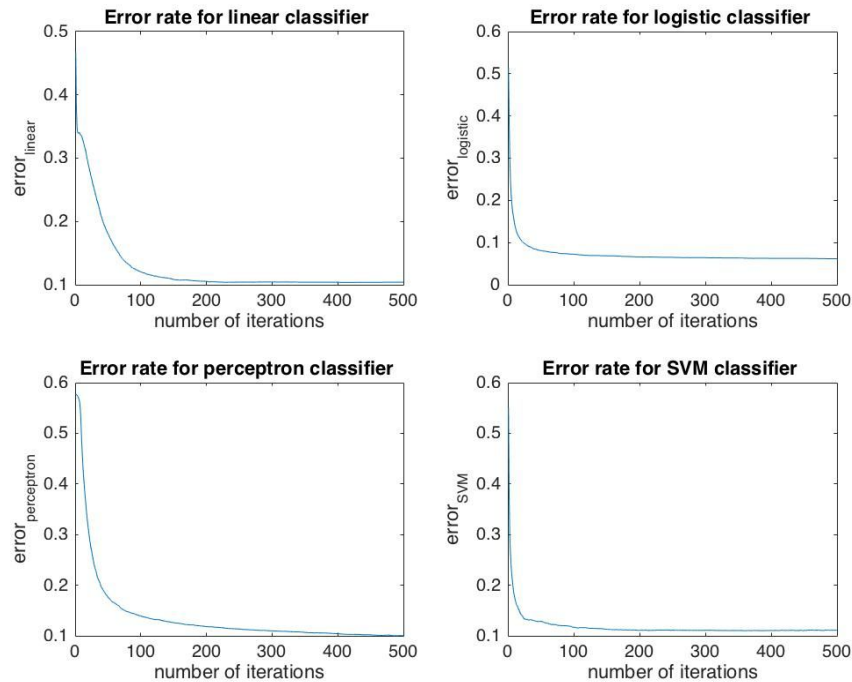 Error rate for linear classifier
0.5
0.4
0.3
0.2
0.1
error_linear
0 100 200 300 400 500
number of iterctions
Error rate for logistic classifier
0.6
0.5
0.4
0.3
0.2
0.1
0
error_logistic
0 100 200 300 400 500
number of iterctions
Error rate for perceptron classifier
0.6
0.5
0.4
0.3
0.2
0.1
error_perceptron
0 100 200 300 400 500
number of iterctions
Error rate for SVM classifier
0.6
0.5
0.4
0.3
0.2
0.1
error_SVM
0 100 200 300 400 500
number of iterctions